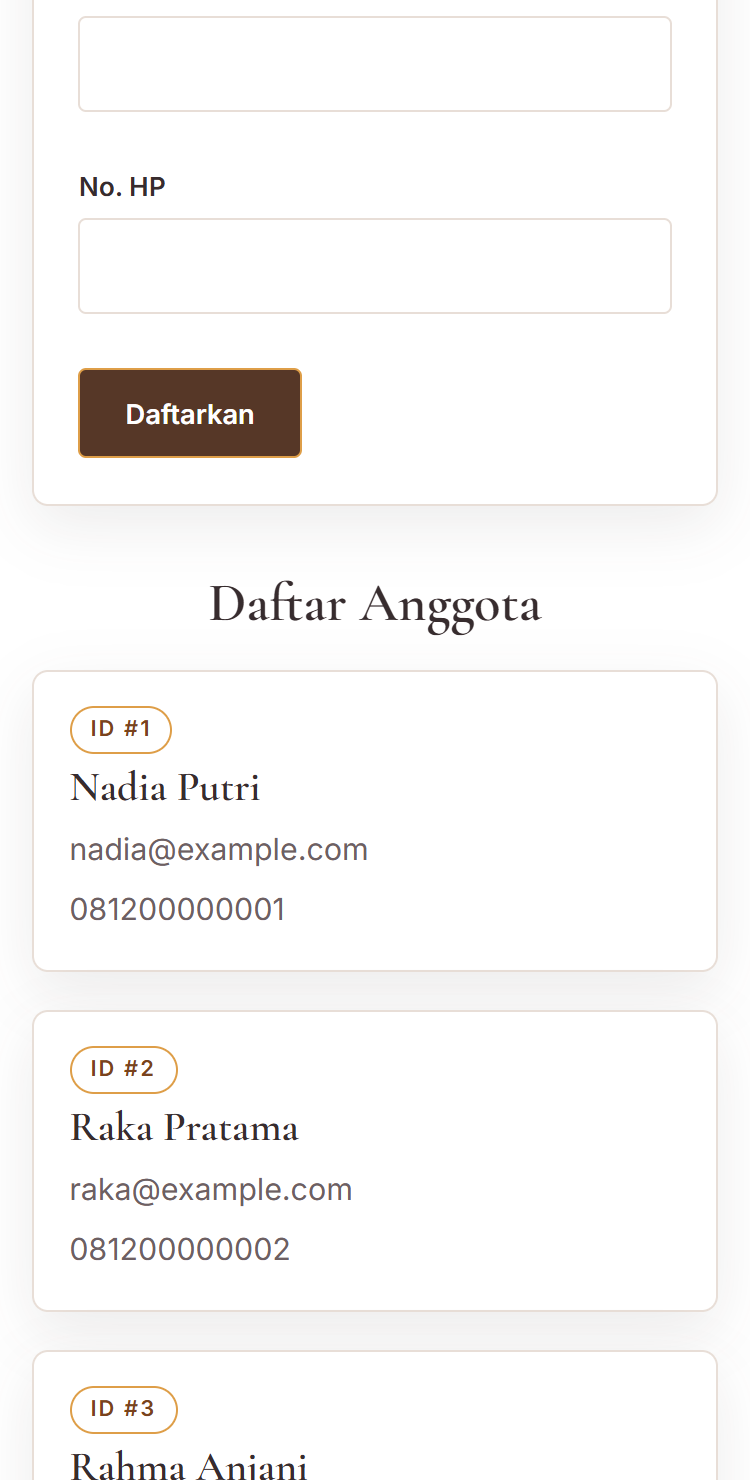 No. HP
Daftarkan
Daftar Anggota
ID #1
Nadia Putri
nadia@example.com
081200000001
ID #2
Raka Pratama
raka@example.com
081200000002
ID #3
Rahma Anjani